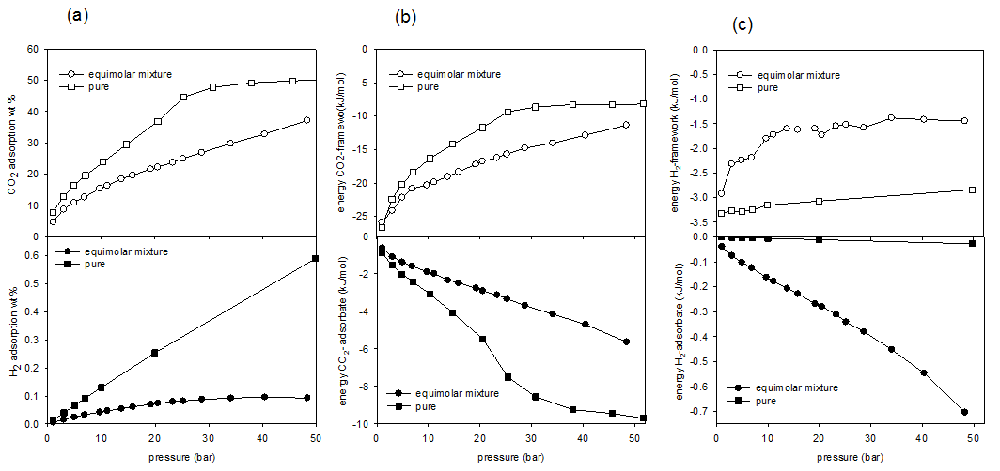 (a)
(b)
(c)
60
50
40
30
20
10
0
CO2 adsorption wt %
equimolar mixture
pure
0.6
0.5
0.4
0.3
0.2
0.1
0.0
H2 adsorption wt %
equimolar mixture
pure
0
10
20
30
40
50
pressure (bar)
0
-5
-10
-15
-20
-25
energy CO2-framewo(kJ/mol)
equimolar mixture
pure
-2
-4
-6
-8
-10
energy CO2- adsorbate (kJ/mol)
equimolar mixture
pure
0
10
20
30
40
50
pressure (bar)
0.0
-0.5
-1.0
-1.5
-2.0
-2.5
-3.0
-3.5
energy H2-framework (kJ/mol)
equimolar mixture
pure
0.0
-0.1
-0.2
-0.3
-0.4
-0.5
-0.6
-0.7
energy H2-adsorbate (kJ/mol)
equimolar mixture
pure
0
10
20
30
40
50
pressure (bar)